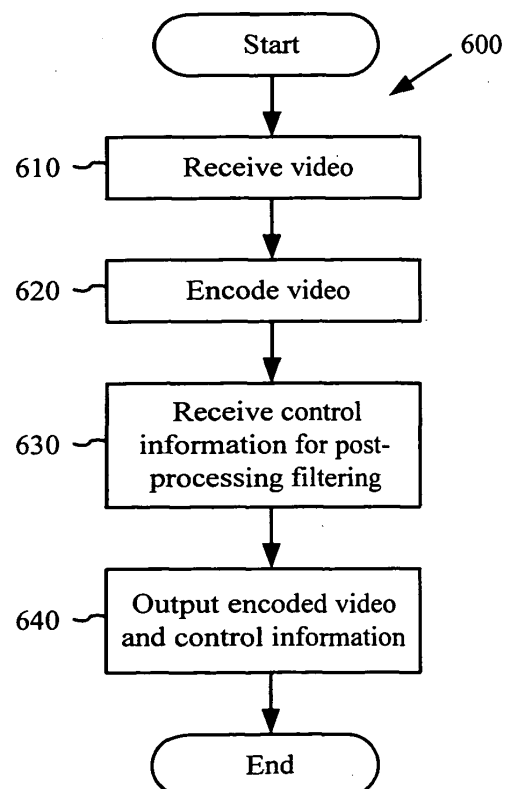 Start
600
610
Receive video
620
Encode video
630
Receive control
information for post-
processing filtering
640
Output encoded video
and control information
End